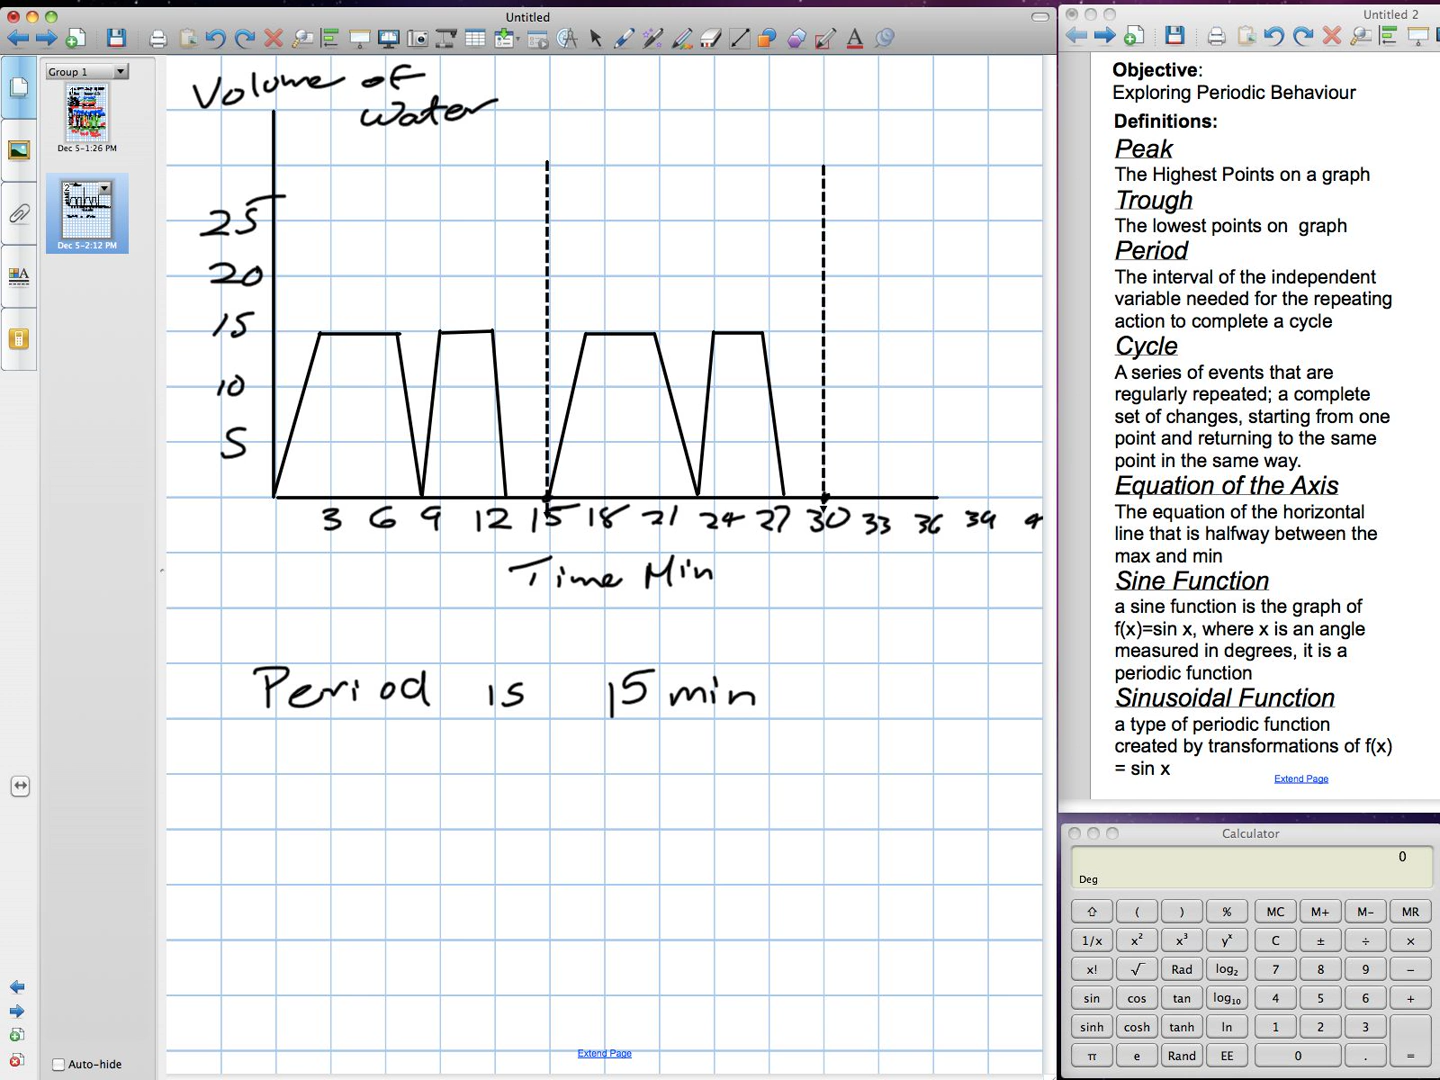 Untitled
Untitled 2
Group 1
Dec 5-1:26 PM
Dec 5-2:12 PM
Auto-hide
Volume of
Water
25
20
15
10
5
3 6 9 12 15 18 21 24 27 30 33 36 39 4
Time Min
Period is 15 min
Extend Page
Objective:
Exploring Periodic Behaviour
Definitions:
Peak
The Highest Points on a graph
Trough
The lowest points on graph
Period
The interval of the independent
variable needed for the repeating
action to complete a cycle
Cycle
A series of events that are
regularly repeated; a complete
set of changes, starting from one
point and returning to the same
point in the same way.
Equation of the Axis
The equation of the horizontal
line that is halfway between the
max and min
Sine Function
a sine function is the graph of
f(x)=sin x, where x is an angle
measured in degrees, it is a
periodic function
Sinusoidal Function
a type of periodic function
created by transformations of f(x)
= sin x
Extend Page
Calculator
0
Deg
( ) % MC M+ M− MR
1/x x² x³ yˣ C ± ÷ ×
x! √ Rad log₂ 7 8 9 −
sin cos tan log₁₀ 4 5 6 +
sinh cosh tanh ln 1 2 3
π e Rand EE 0 . =